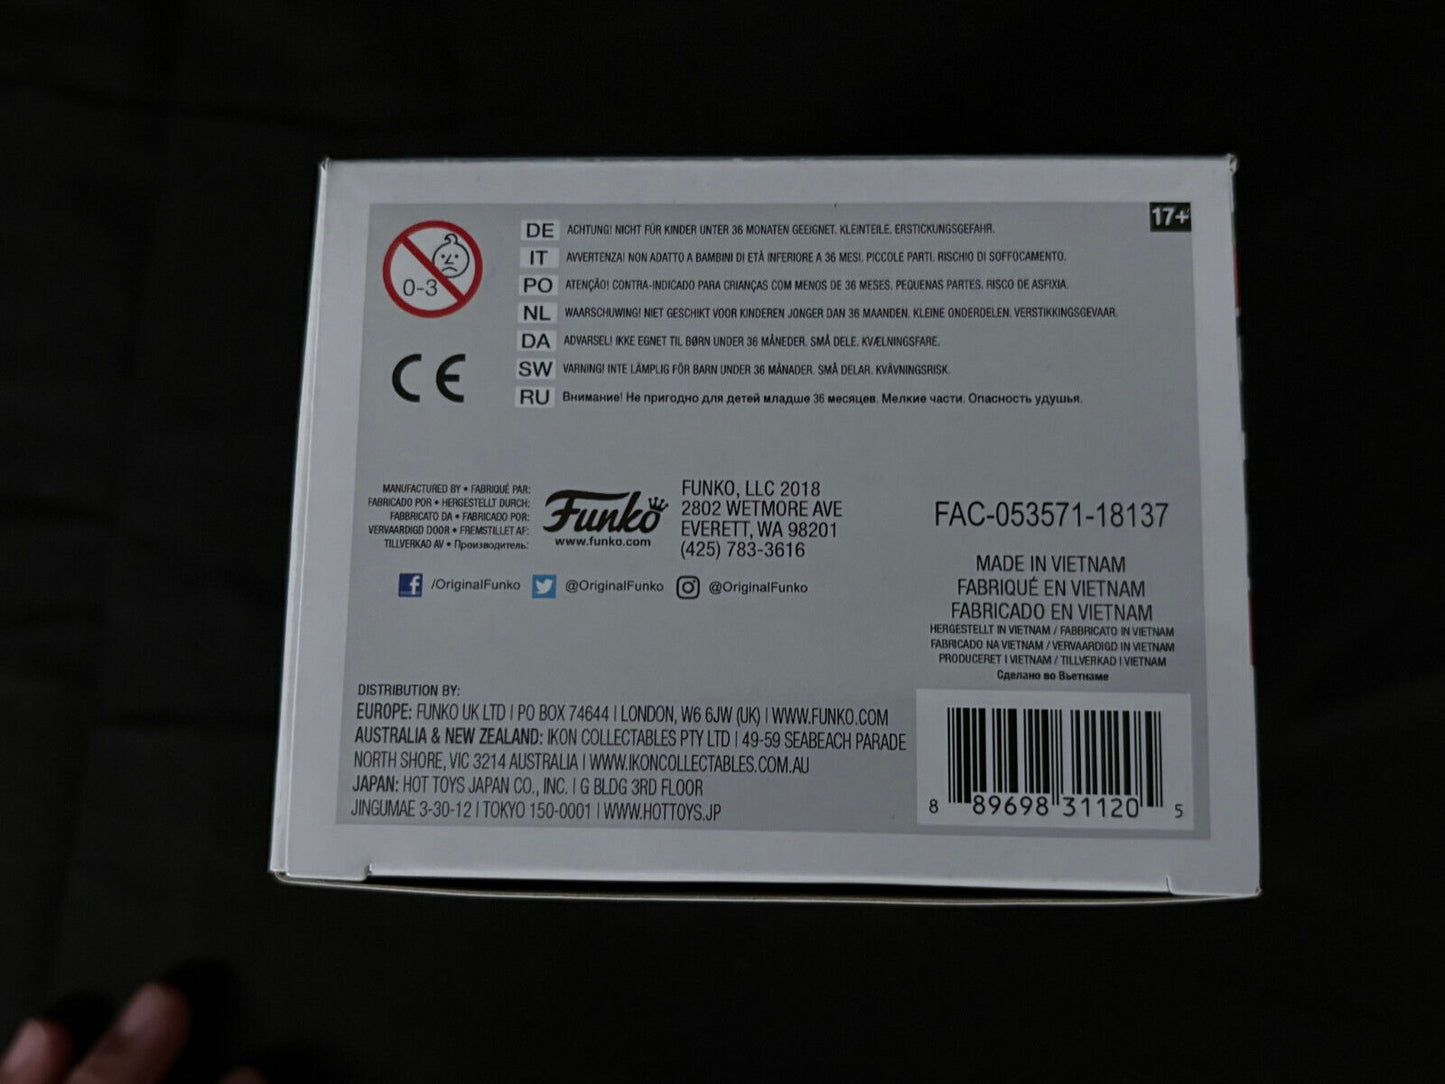 17+
0-3
DE ACHTUNG! NICHT FÜR KINDER UNTER 36 MONATEN GEEIGNET. KLEINTEILE. ERSTICKUNGSGEFAHR.
IT AVVERTENZA! NON ADATTO A BAMBINI DI ETÀ INFERIORE A 36 MESI. PICCOLE PARTI. RISCHIO DI SOFFOCAMENTO.
PO ATENÇÃO! CONTRA-INDICADO PARA CRIANÇAS COM MENOS DE 36 MESES. PEQUENAS PARTES. RISCO DE ASFIXIA.
NL WAARSCHUWING! NIET GESCHIKT VOOR KINDEREN JONGER DAN 36 MAANDEN. KLEINE ONDERDELEN. VERSTIKKINGSGEVAAR.
DA ADVARSEL! IKKE EGNET TIL BØRN UNDER 36 MÅNEDER. SMÅ DELE. KVÆLNINGSFARE.
SW VARNING! INTE LÄMPLIG FÖR BARN UNDER 36 MÅNADER. SMÅ DELAR. KVÄVNINGSRISK.
RU Внимание! Не пригодно для детей младше 36 месяцев. Мелкие части. Опасность удушья.
CE
MANUFACTURED BY • FABRIQUÉ PAR:
FABRICADO POR • HERGESTELLT DURCH:
FABBRICATO DA • FABRICADO POR:
VERVAARDIGD DOOR • FREMSTILLET AF:
TILLVERKAD AV • Производитель:
Funko
www.funko.com
FUNKO, LLC 2018
2802 WETMORE AVE
EVERETT, WA 98201
(425) 783-3616
f /OriginalFunko @OriginalFunko @OriginalFunko
FAC-053571-18137
MADE IN VIETNAM
FABRIQUÉ EN VIETNAM
FABRICADO EN VIETNAM
HERGESTELLT IN VIETNAM / FABBRICATO IN VIETNAM
FABRICADO NA VIETNAM / VERVAARDIGD IN VIETNAM
PRODUCERET I VIETNAM / TILLVERKAD I VIETNAM
Сделано во Вьетнаме
DISTRIBUTION BY:
EUROPE: FUNKO UK LTD | PO BOX 74644 | LONDON, W6 6JW (UK) | WWW.FUNKO.COM
AUSTRALIA & NEW ZEALAND: IKON COLLECTABLES PTY LTD | 49-59 SEABEACH PARADE
NORTH SHORE, VIC 3214 AUSTRALIA | WWW.IKONCOLLECTABLES.COM.AU
JAPAN: HOT TOYS JAPAN CO., INC. | G BLDG 3RD FLOOR
JINGUMAE 3-30-12 | TOKYO 150-0001 | WWW.HOTTOYS.JP
8 89698 31120 5